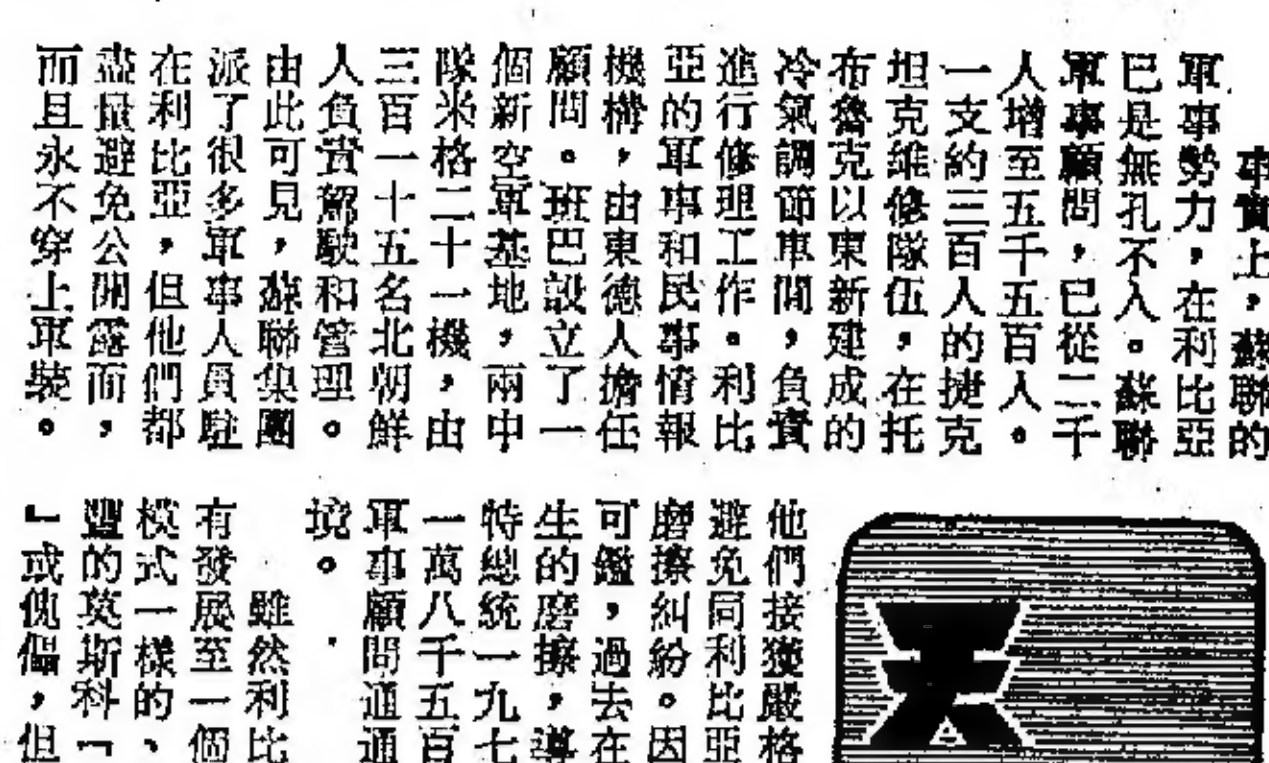 事實上，蘇聯的
軍事勢力，在利比亞
已是無孔不入。蘇聯
軍事顧問，已從二千
人增至五千五百人。
一支約三百人的捷克
坦克維修隊伍，在托
布魯克以東新建成的
冷氣調節車間，負責
進行修理工作。利比
亞的軍事和民事情報
機構，由東德人擔任
顧問。班巴設立了一
個新空軍基地，兩中
隊米格二十一機，由
三百一十五名北朝鮮
人負責駕駛和管理。
由此可見，蘇聯集團
派了很多軍事人員駐
在利比亞，但他們都
盡量避免公開露面，
而且永不穿上軍裝。
他們接獲嚴格
避免同利比亞
磨擦糾紛。因
可鑑，過去在
生的磨擦，導
特總統一九七
一萬八千五百
軍事顧問通通
境。
雖然利比
有發展至一個
模式一樣的、
豐的莫斯科「
」或傀儡，但
天